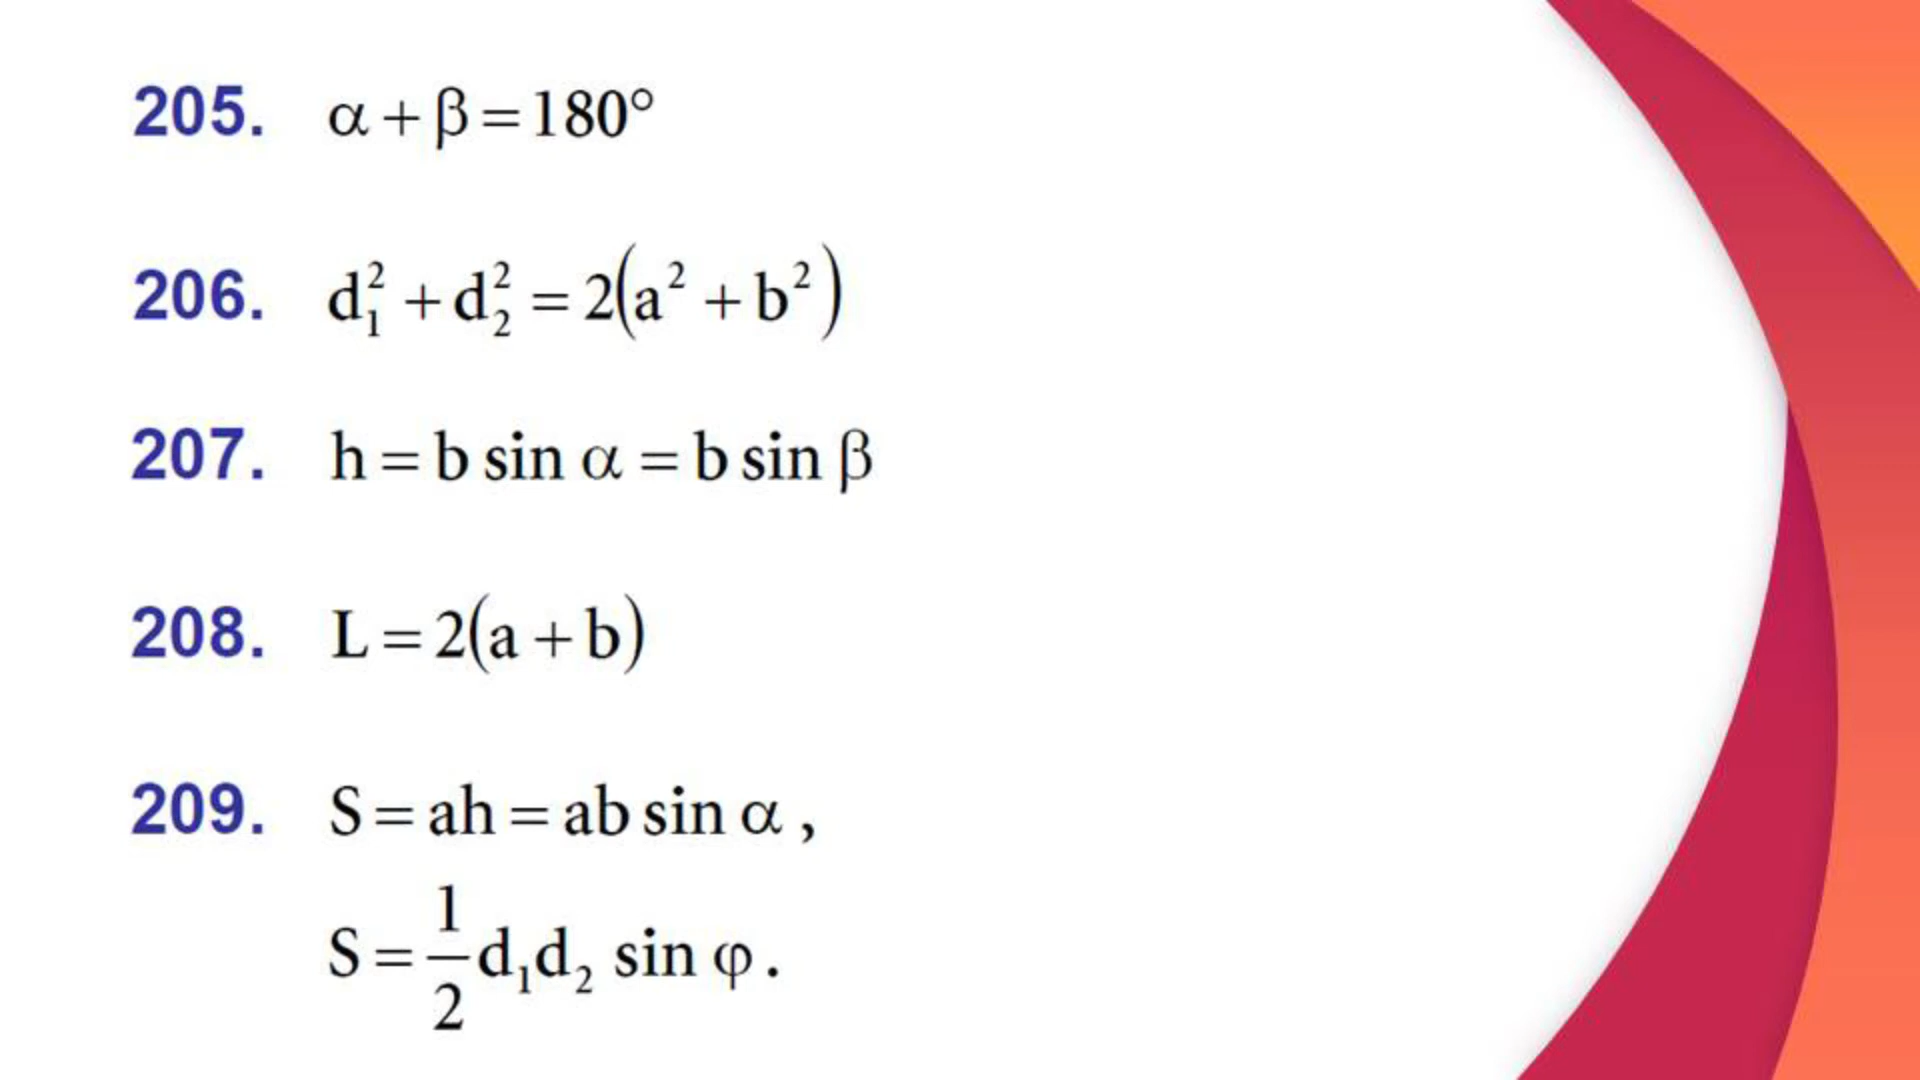 205. α + β = 180°
206. d₁² + d₂² = 2(a² + b²)
207. h = b sin α = b sin β
208. L = 2(a + b)
209. S = ah = ab sin α ,
S = 1/2 d₁d₂ sin φ .